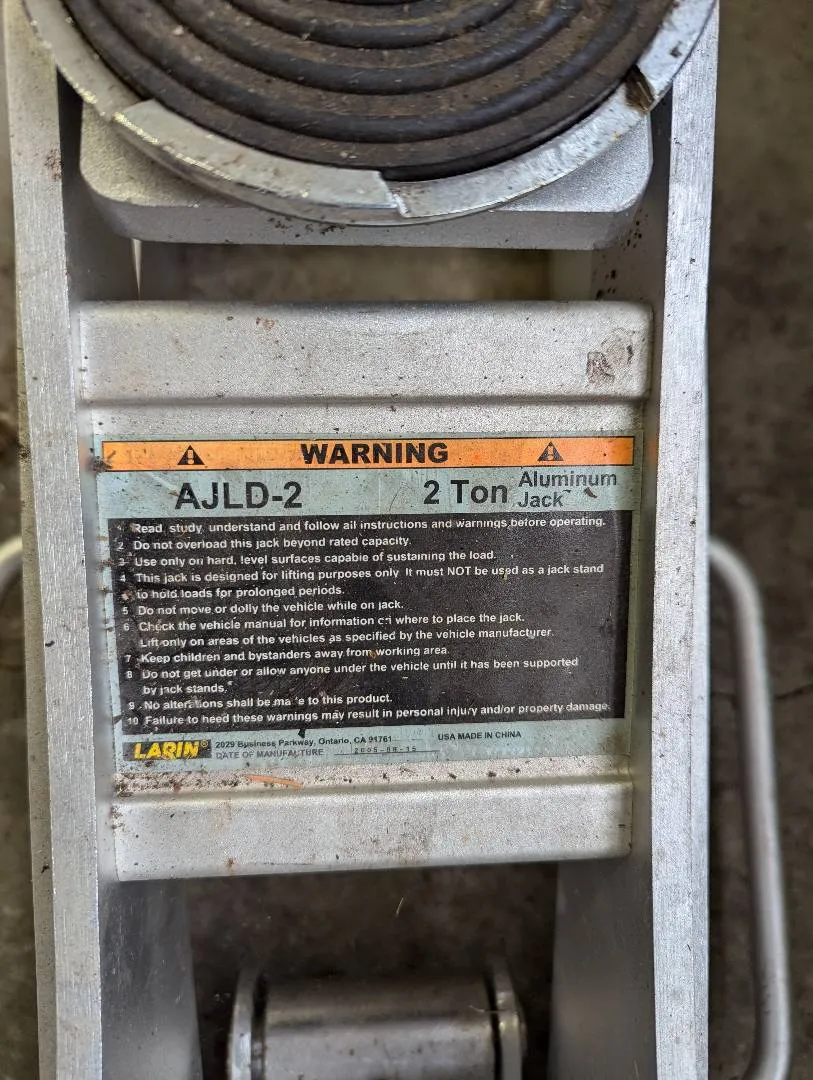 WARNING
AJLD-2 2 Ton Aluminum Jack
1 Read, study, understand and follow all instructions and warnings before operating.
2 Do not overload this jack beyond rated capacity.
3 Use only on hard, level surfaces capable of sustaining the load.
4 This jack is designed for lifting purposes only. It must NOT be used as a jack stand
to hold loads for prolonged periods.
5 Do not move or dolly the vehicle while on jack.
6 Check the vehicle manual for information on where to place the jack.
Lift only on areas of the vehicles as specified by the vehicle manufacturer.
7 Keep children and bystanders away from working area.
8 Do not get under or allow anyone under the vehicle until it has been supported
by jack stands.
9 No alterations shall be made to this product.
10 Failure to heed these warnings may result in personal injury and/or property damage.
LARIN® 2029 Business Parkway, Ontario, CA 91761 USA MADE IN CHINA
DATE OF MANUFACTURE 2005-08-15